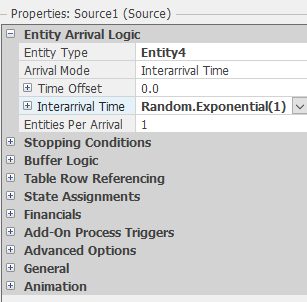 Properties: Source1 (Source)
Entity Arrival Logic
Entity Type Entity4
Arrival Mode Interarrival Time
Time Offset 0.0
Interarrival Time Random.Exponential(1)
Entities Per Arrival 1
Stopping Conditions
Buffer Logic
Table Row Referencing
State Assignments
Financials
Add-On Process Triggers
Advanced Options
General
Animation